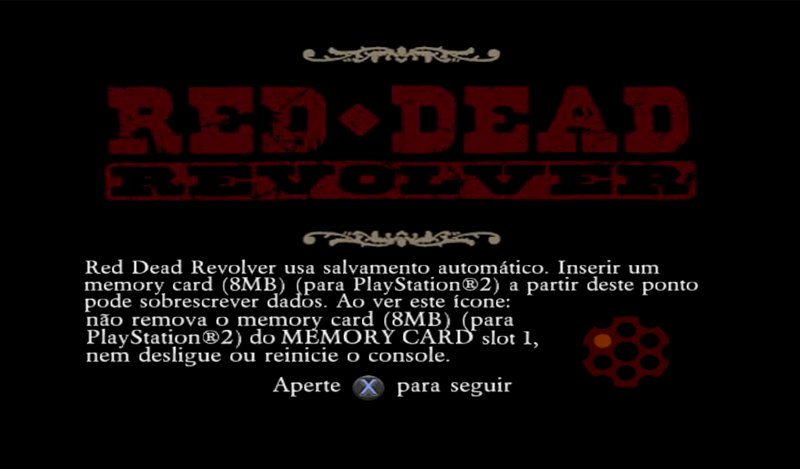 RED DEAD
REVOLVER
Red Dead Revolver usa salvamento automático. Inserir um
memory card (8MB) (para PlayStation®2) a partir deste ponto
pode sobrescrever dados. Ao ver este ícone:
não remova o memory card (8MB) (para
PlayStation®2) do MEMORY CARD slot 1,
nem desligue ou reinicie o console.
Aperte X para seguir